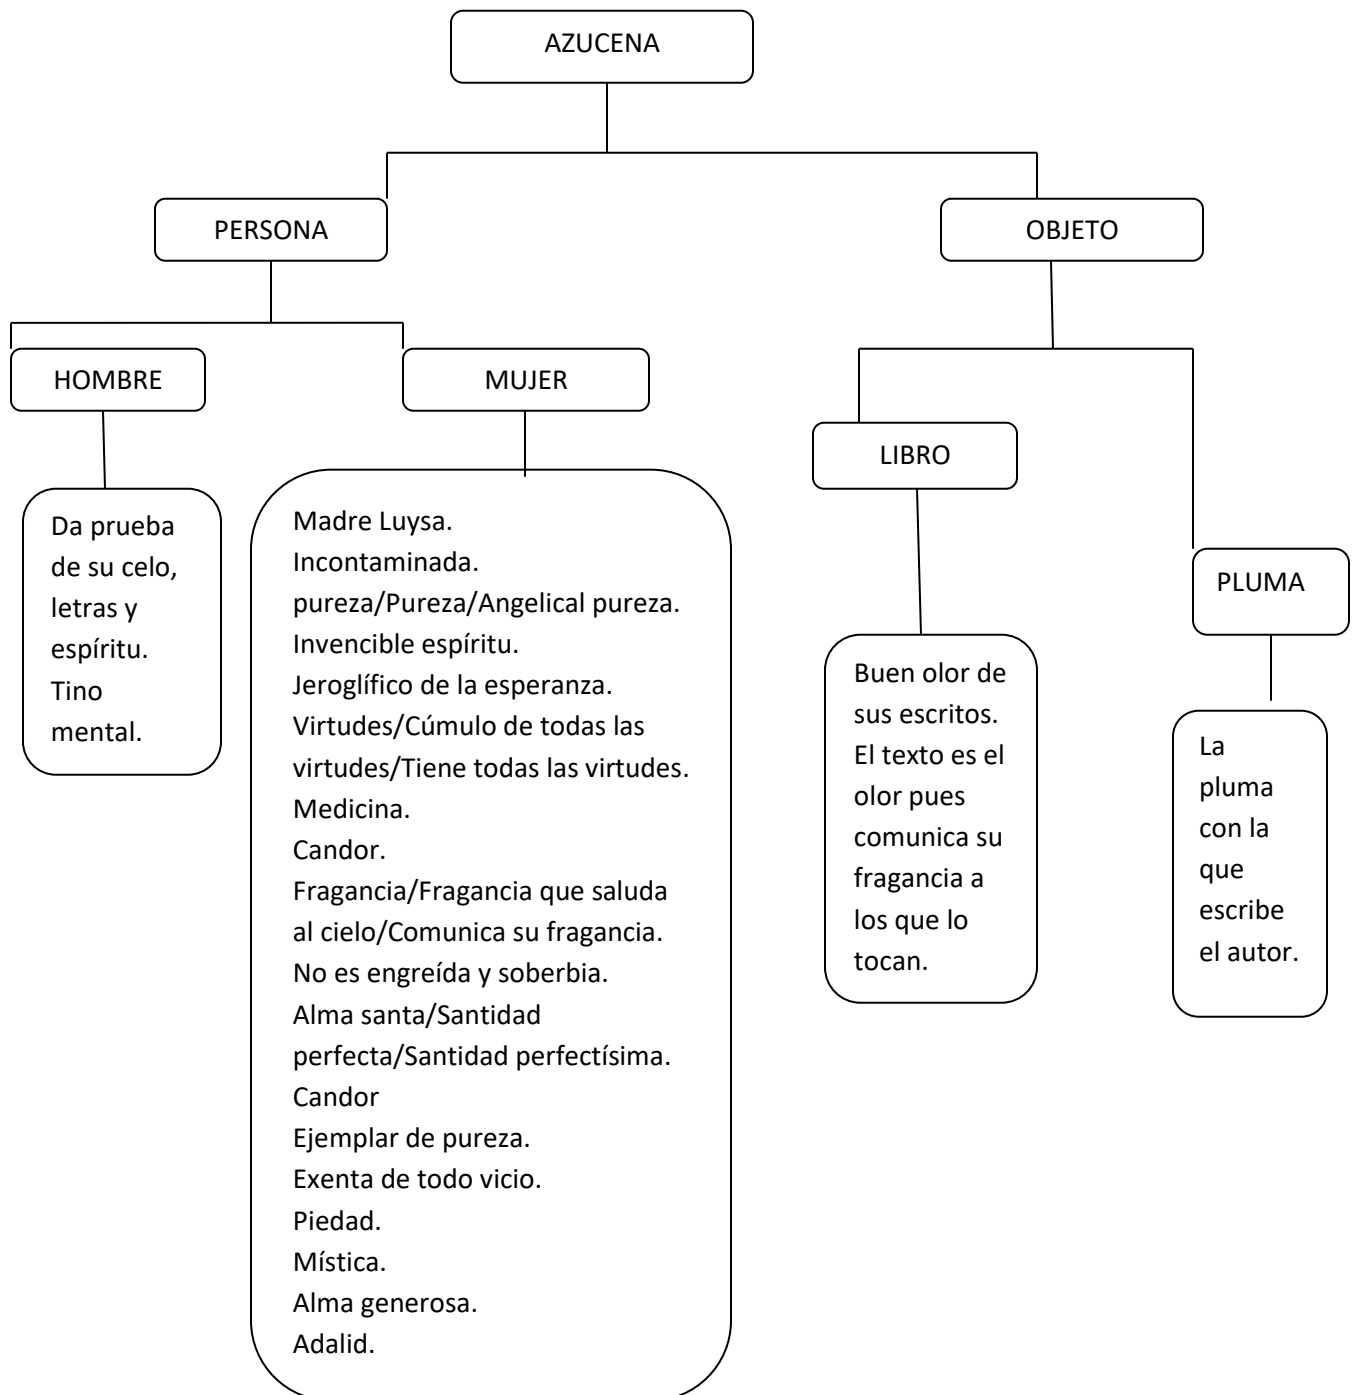 AZUCENA
PERSONA
OBJETO
HOMBRE
MUJER
LIBRO
PLUMA
Da prueba
de su celo,
letras y
espíritu.
Tino
mental.
Madre Luysa.
Incontaminada.
pureza/Pureza/Angelical pureza.
Invencible espíritu.
Jeroglífico de la esperanza.
Virtudes/Cúmulo de todas las
virtudes/Tiene todas las virtudes.
Medicina.
Candor.
Fragancia/Fragancia que saluda
al cielo/Comunica su fragancia.
No es engreída y soberbia.
Alma santa/Santidad
perfecta/Santidad perfectísima.
Candor
Ejemplar de pureza.
Exenta de todo vicio.
Piedad.
Mística.
Alma generosa.
Adalid.
Buen olor de
sus escritos.
El texto es el
olor pues
comunica su
fragancia a
los que lo
tocan.
La
pluma
con la
que
escribe
el autor.